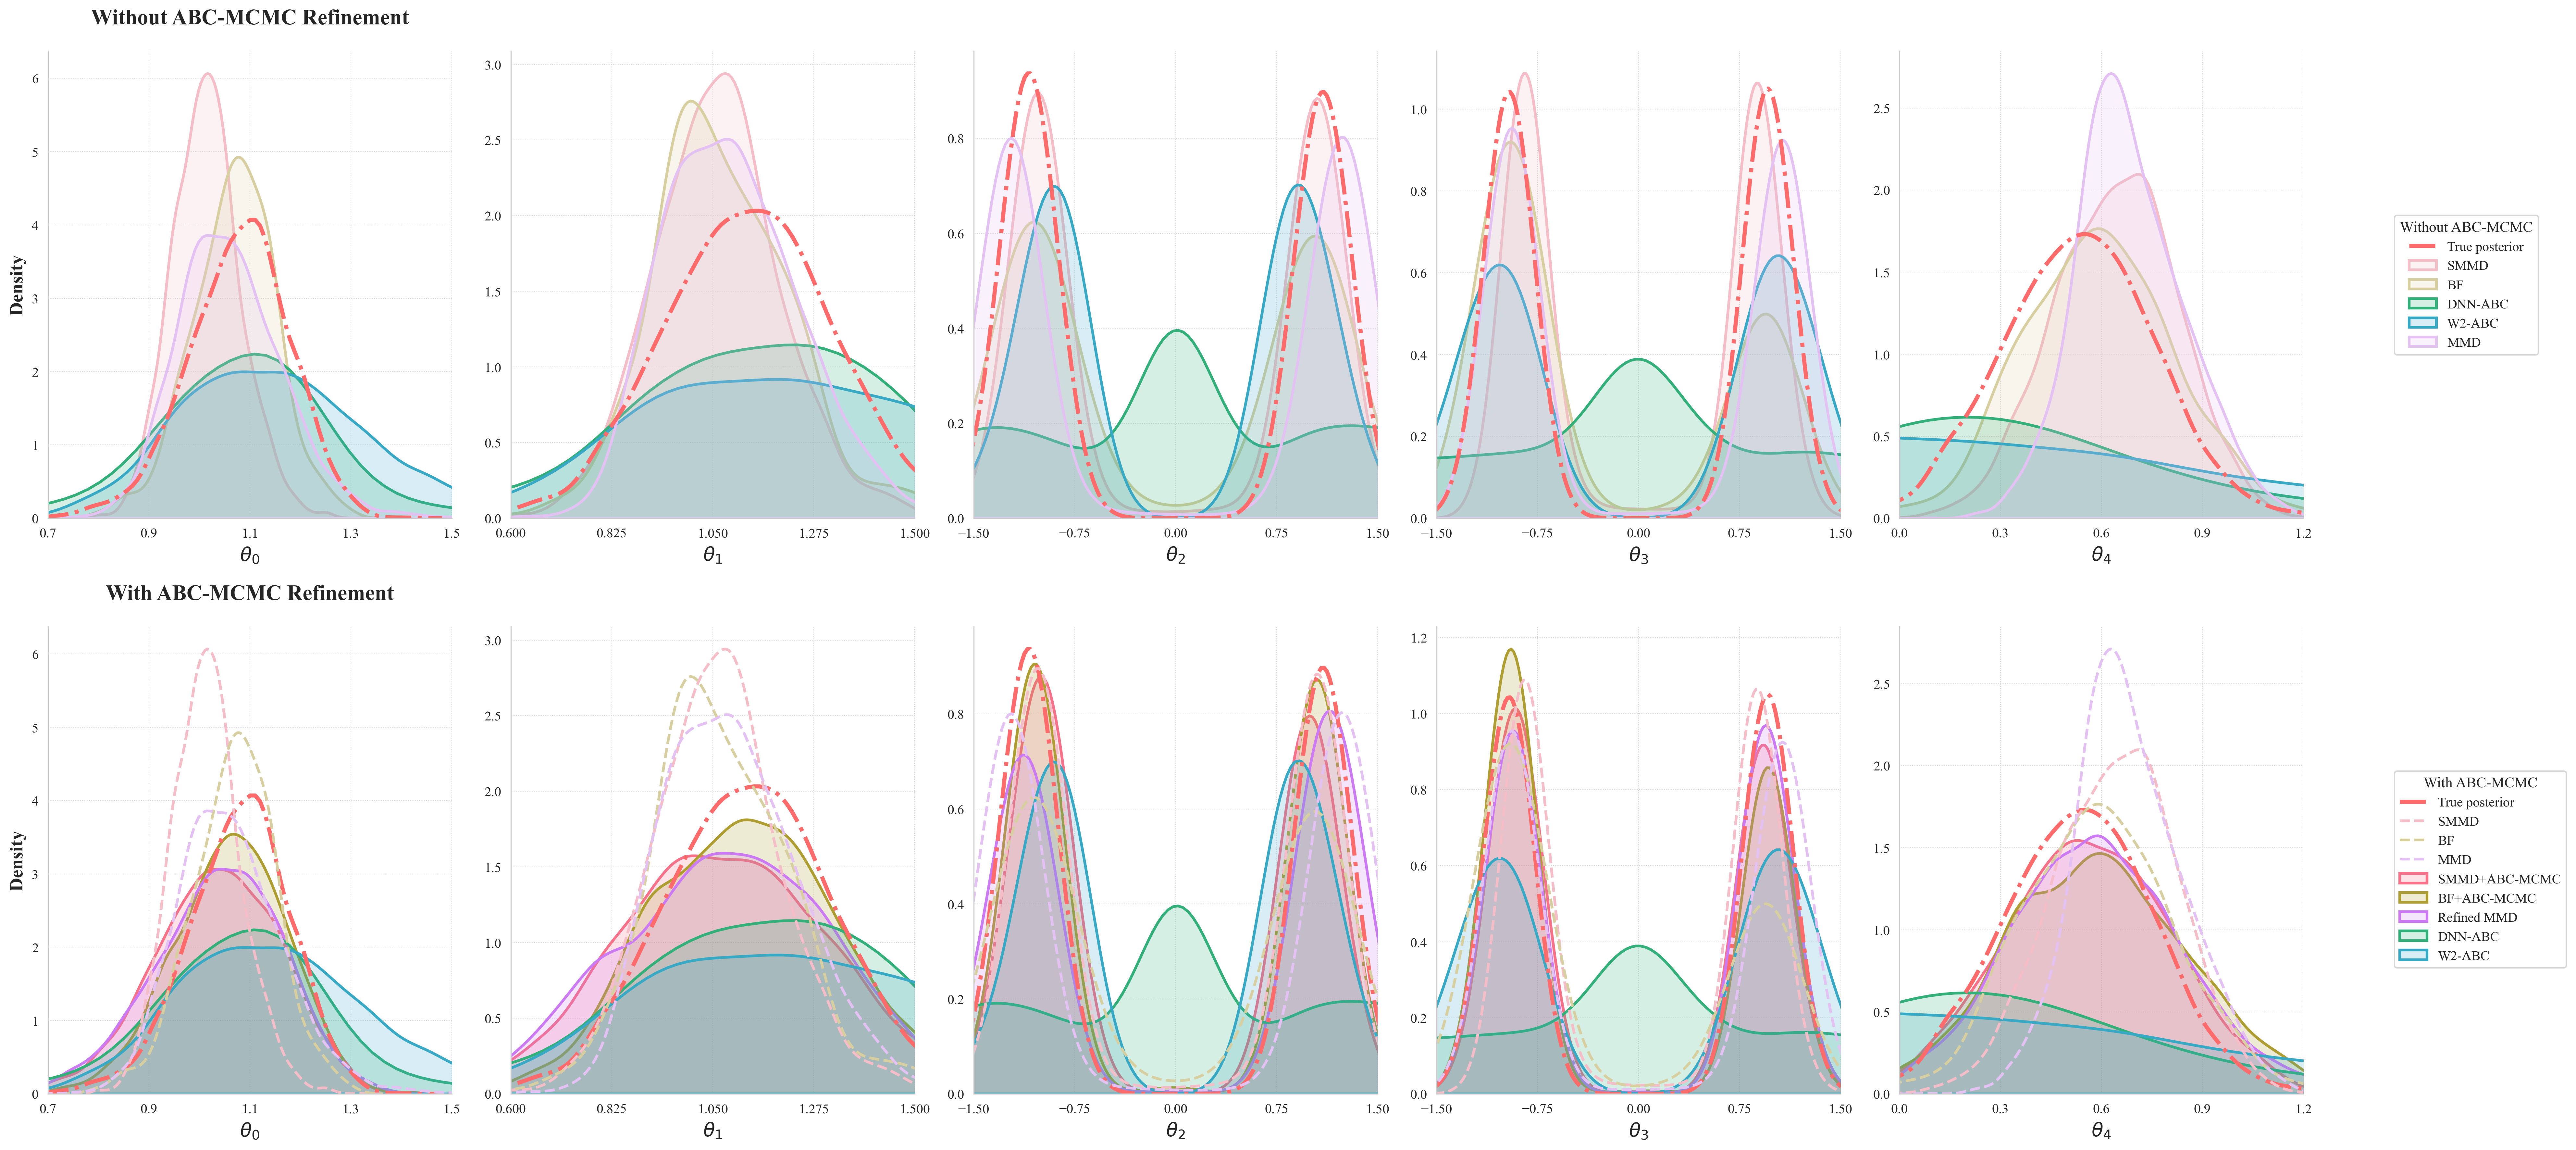 Without ABC-MCMC Refinement
Density
6
5
4
3
2
1
0
0.7 0.9 1.1 1.3 1.5
θ0
3.0
2.5
2.0
1.5
1.0
0.5
0.0
0.600 0.825 1.050 1.275 1.500
θ1
0.8
0.6
0.4
0.2
0.0
−1.50 −0.75 0.00 0.75 1.50
θ2
1.0
0.8
0.6
0.4
0.2
0.0
−1.50 −0.75 0.00 0.75 1.50
θ3
2.5
2.0
1.5
1.0
0.5
0.0
0.0 0.3 0.6 0.9 1.2
θ4
Without ABC-MCMC
True posterior
SMMD
BF
DNN-ABC
W2-ABC
MMD
With ABC-MCMC Refinement
Density
6
5
4
3
2
1
0
0.7 0.9 1.1 1.3 1.5
θ0
3.0
2.5
2.0
1.5
1.0
0.5
0.0
0.600 0.825 1.050 1.275 1.500
θ1
0.8
0.6
0.4
0.2
0.0
−1.50 −0.75 0.00 0.75 1.50
θ2
1.2
1.0
0.8
0.6
0.4
0.2
0.0
−1.50 −0.75 0.00 0.75 1.50
θ3
2.5
2.0
1.5
1.0
0.5
0.0
0.0 0.3 0.6 0.9 1.2
θ4
With ABC-MCMC
True posterior
SMMD
BF
MMD
SMMD+ABC-MCMC
BF+ABC-MCMC
Refined MMD
DNN-ABC
W2-ABC